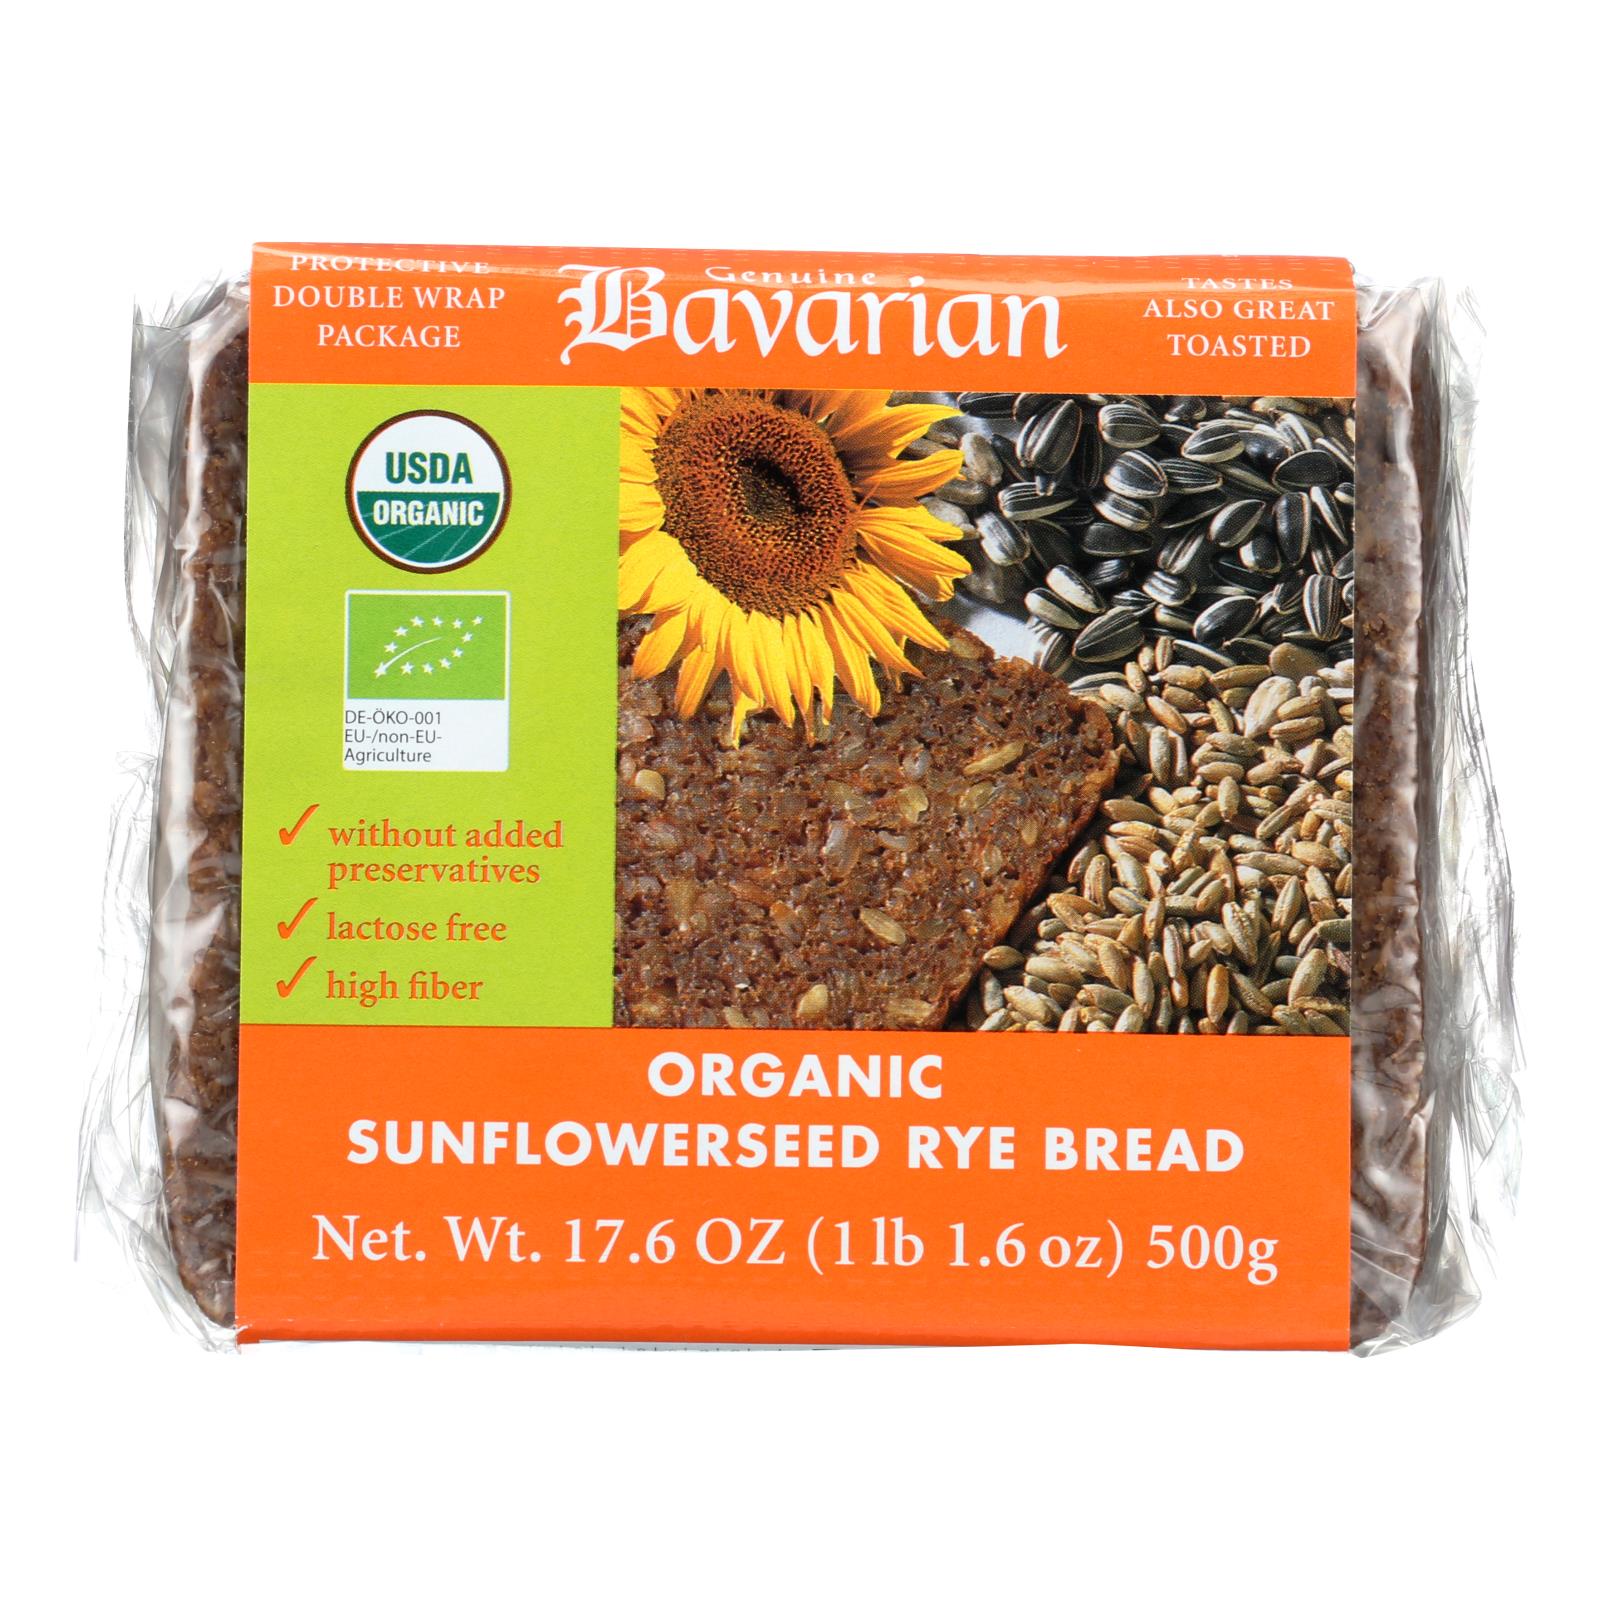 PROTECTIVE
DOUBLE WRAP
PACKAGE
Genuine
Bavarian
TASTES
ALSO GREAT
TOASTED
USDA
ORGANIC
DE-ÖKO-001
EU-/non-EU-
Agriculture
✓ without added
preservatives
✓ lactose free
✓ high fiber
ORGANIC
SUNFLOWERSEED RYE BREAD
Net. Wt. 17.6 OZ (1 lb 1.6 oz) 500g